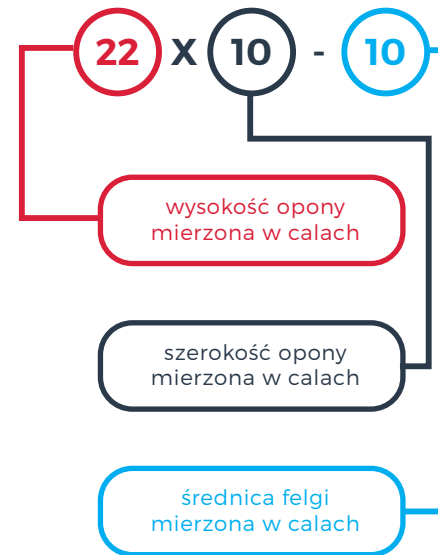 22 X 10 - 10
wysokość opony
mierzona w calach
szerokość opony
mierzona w calach
średnica felgi
mierzona w calach